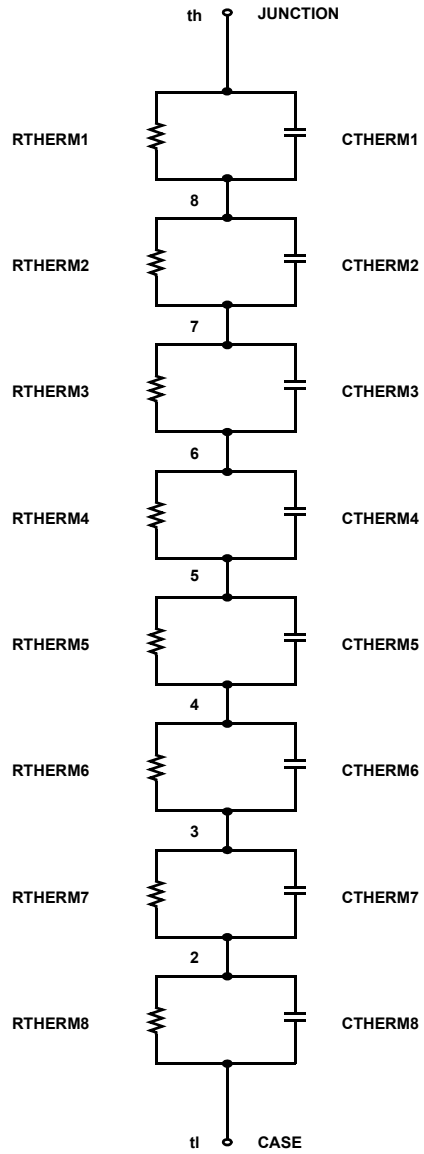 th JUNCTION
RTHERM1 CTHERM1
8
RTHERM2 CTHERM2
7
RTHERM3 CTHERM3
6
RTHERM4 CTHERM4
5
RTHERM5 CTHERM5
4
RTHERM6 CTHERM6
3
RTHERM7 CTHERM7
2
RTHERM8 CTHERM8
tl CASE